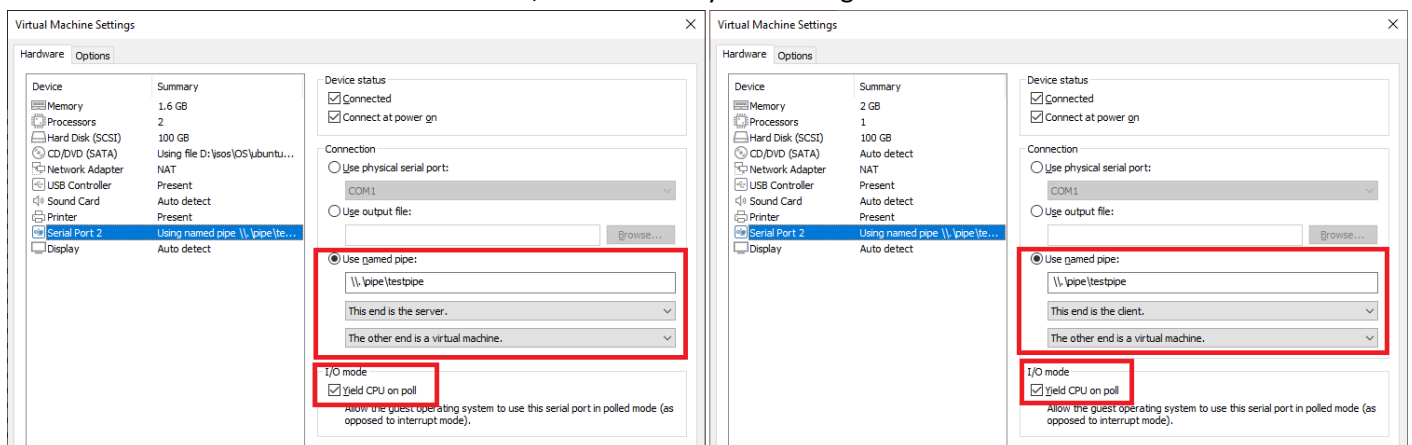 Virtual Machine Settings
Hardware Options
Device Summary
Memory 1.6 GB
Processors 2
Hard Disk (SCSI) 100 GB
CD/DVD (SATA) Using file D:\isos\OS\ubuntu...
Network Adapter NAT
USB Controller Present
Sound Card Auto detect
Printer Present
Serial Port 2 Using named pipe \\.\pipe\te...
Display Auto detect
Device status
Connected
Connect at power on
Connection
Use physical serial port:
COM1
Use output file:
Browse...
Use named pipe:
\\.\pipe\testpipe
This end is the server.
The other end is a virtual machine.
I/O mode
Yield CPU on poll
Allow the guest operating system to use this serial port in polled mode (as
opposed to interrupt mode).
Virtual Machine Settings
Hardware Options
Device Summary
Memory 2 GB
Processors 1
Hard Disk (SCSI) 100 GB
CD/DVD (SATA) Auto detect
Network Adapter NAT
USB Controller Present
Sound Card Auto detect
Printer Present
Serial Port 2 Using named pipe \\.\pipe\te...
Display Auto detect
Device status
Connected
Connect at power on
Connection
Use physical serial port:
COM1
Use output file:
Browse...
Use named pipe:
\\.\pipe\testpipe
This end is the client.
The other end is a virtual machine.
I/O mode
Yield CPU on poll
Allow the guest operating system to use this serial port in polled mode (as
opposed to interrupt mode).